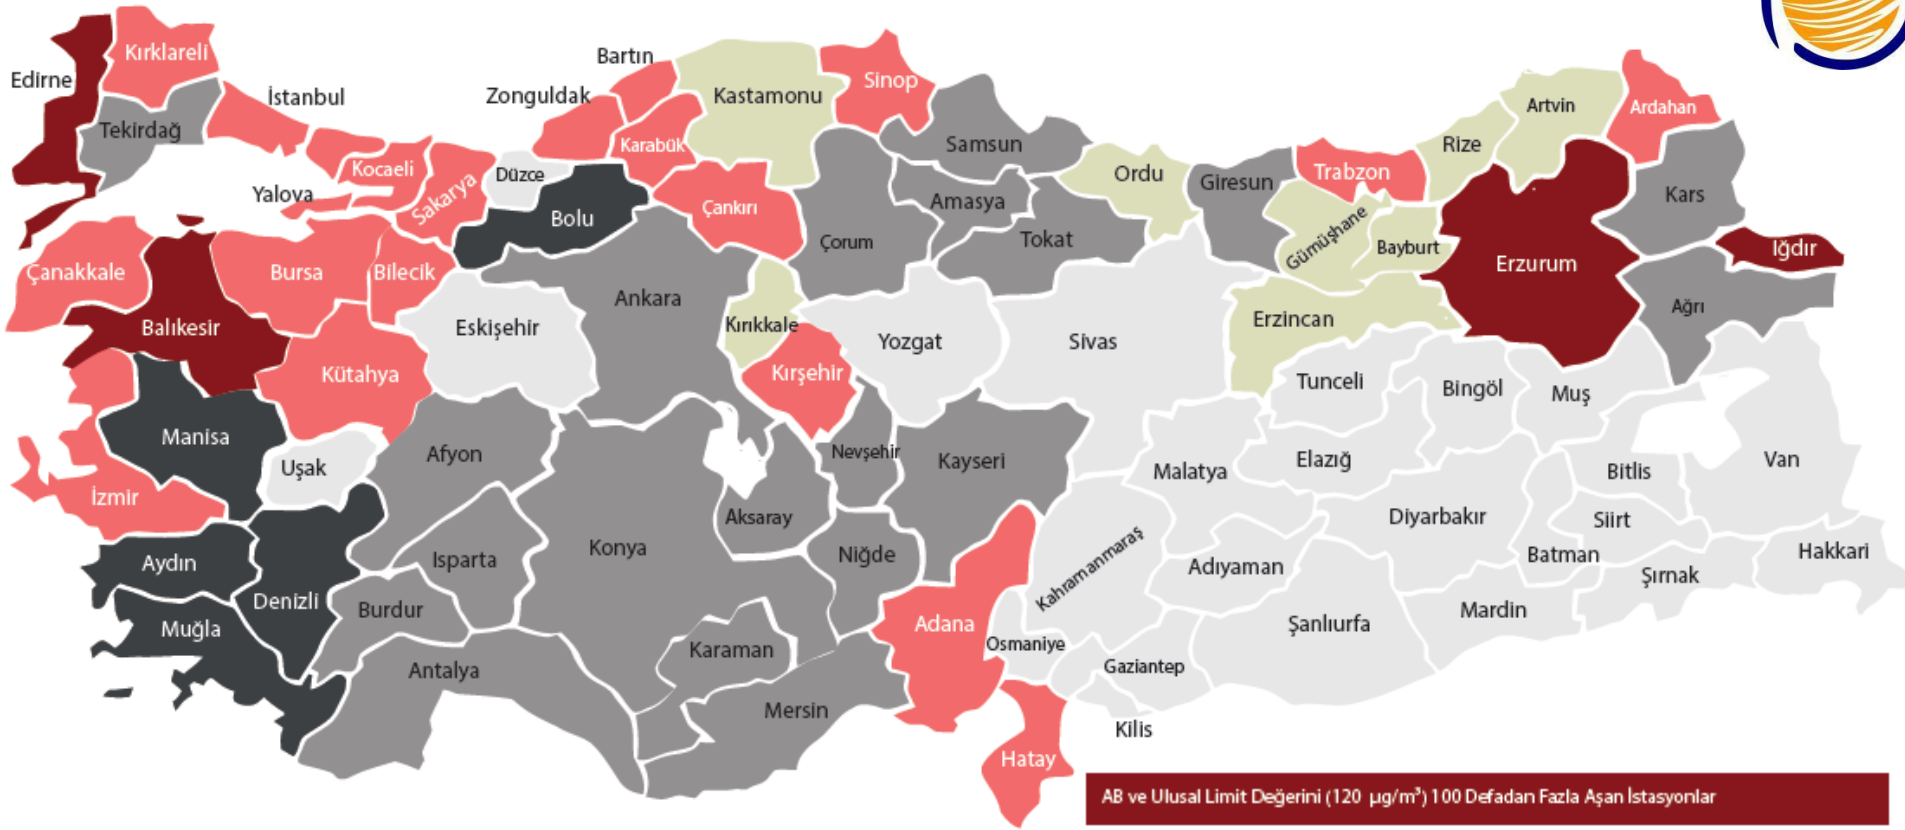 Kırklareli
Edirne
Tekirdağ
İstanbul
Bartın
Zonguldak
Kastamonu
Sinop
Samsun
Artvin
Ardahan
Rize
Karabük
Kocaeli
Sakarya
Yalova
Düzce
Bolu
Çankırı
Çorum
Amasya
Tokat
Ordu
Giresun
Trabzon
Gümüşhane
Bayburt
Erzurum
Kars
Iğdır
Ağrı
Çanakkale
Bursa
Bilecik
Balıkesir
Kütahya
Eskişehir
Ankara
Kırıkkale
Kırşehir
Yozgat
Sivas
Erzincan
Tunceli
Bingöl
Muş
Manisa
Uşak
Afyon
Nevşehir
Kayseri
Malatya
Elazığ
Bitlis
Van
İzmir
Aksaray
Diyarbakır
Siirt
Batman
Hakkari
Şırnak
Aydın
Isparta
Konya
Niğde
Kahramanmaraş
Adıyaman
Denizli
Burdur
Muğla
Karaman
Adana
Osmaniye
Şanlıurfa
Mardin
Gaziantep
Antalya
Mersin
Kilis
Hatay
AB ve Ulusal Limit Değerini (120 µg/m³) 100 Defadan Fazla Aşan İstasyonlar